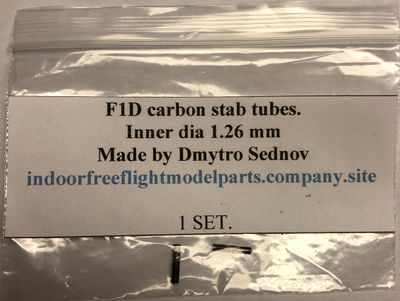 F1D carbon stab tubes.
Inner dia 1.26 mm
Made by Dmytro Sednov
indoorfreeflightmodelparts.company.site
1 SET.